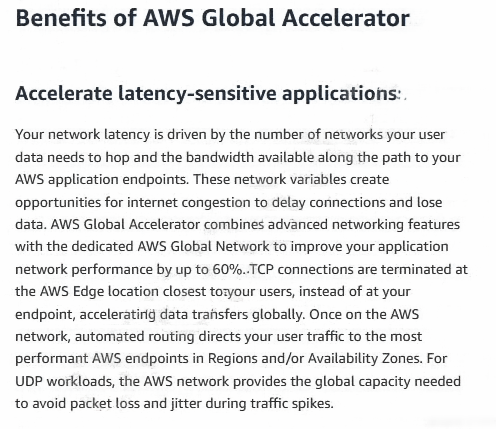 Benefits of AWS Global Accelerator
Accelerate latency-sensitive applications:
Your network latency is driven by the number of networks your user
data needs to hop and the bandwidth available along the path to your
AWS application endpoints. These network variables create
opportunities for internet congestion to delay connections and lose
data. AWS Global Accelerator combines advanced networking features
with the dedicated AWS Global Network to improve your application
network performance by up to 60%. TCP connections are terminated at
the AWS Edge location closest to your users, instead of at your
endpoint, accelerating data transfers globally. Once on the AWS
network, automated routing directs your user traffic to the most
performant AWS endpoints in Regions and/or Availability Zones. For
UDP workloads, the AWS network provides the global capacity needed
to avoid packet loss and jitter during traffic spikes.